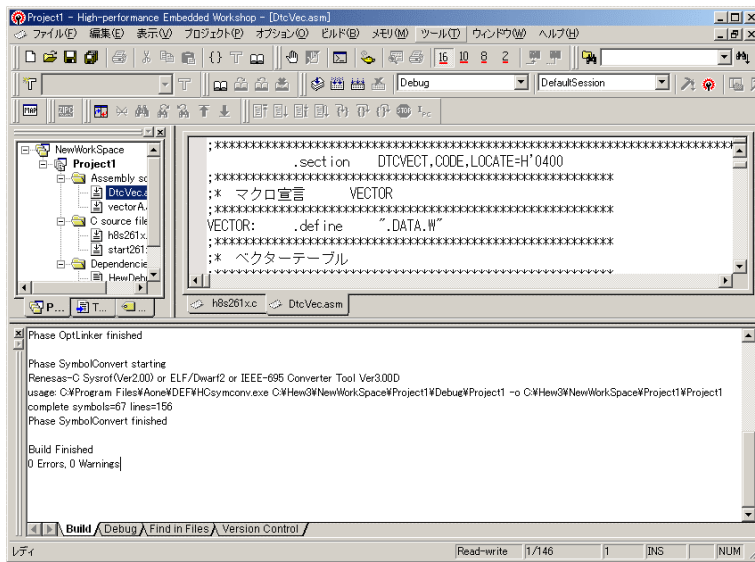 Project1 - High-performance Embedded Workshop - [DtcVec.asm]
ファイル(F) 編集(E) 表示(V) プロジェクト(P) オプション(O) ビルド(B) メモリ(M) ツール(T) ウィンドウ(W) ヘルプ(H)
16 10 8 2
Debug DefaultSession
NewWorkSpace
Project1
Assembly sc
DtcVec.a
vectorA.
C source file
h8s261x.
start261:
Dependencie
HewDeb
P... T... ...
;****************************************************************************
.section DTCVECT,CODE,LOCATE=H'0400
;**********************************************************
;* マクロ宣言 VECTOR
;**********************************************************
VECTOR: .define ".DATA.W"
;**********************************************************
;* ベクターテーブル
;**********************************************************
h8s261x.c DtcVec.asm
Phase OptLinker finished
Phase SymbolConvert starting
Renesas-C Sysrof(Ver2.00) or ELF/Dwarf2 or IEEE-695 Converter Tool Ver3.00D
usage: C:¥Program Files¥Aone¥DEF¥HCsymconv.exe C:¥Hew3¥NewWorkSpace¥Project1¥Debug¥Project1 -o C:¥Hew3¥NewWorkSpace¥Project1¥Project1
complete symbols=67 lines=156
Phase SymbolConvert finished
Build Finished
0 Errors, 0 Warnings
Build Debug Find in Files Version Control
レディ Read-write 1/146 1 INS NUM